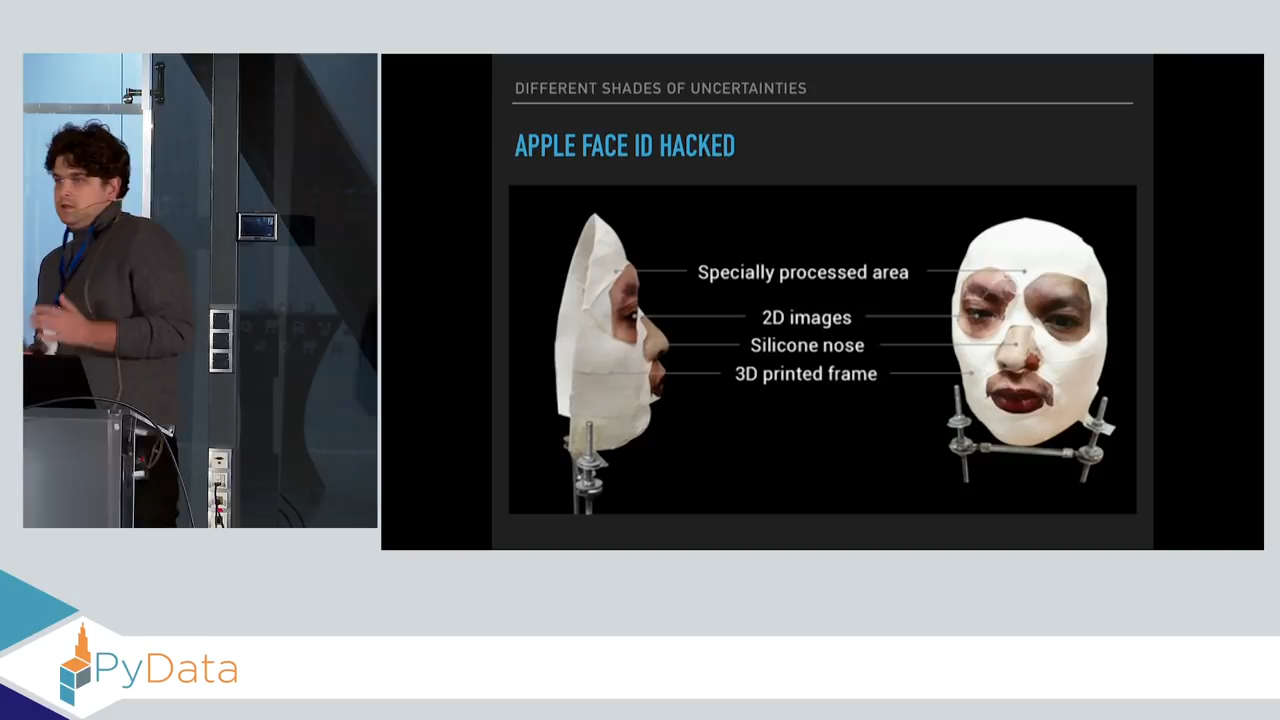 DIFFERENT SHADES OF UNCERTAINTIES
APPLE FACE ID HACKED
Specially processed area
2D images
Silicone nose
3D printed frame
PyData